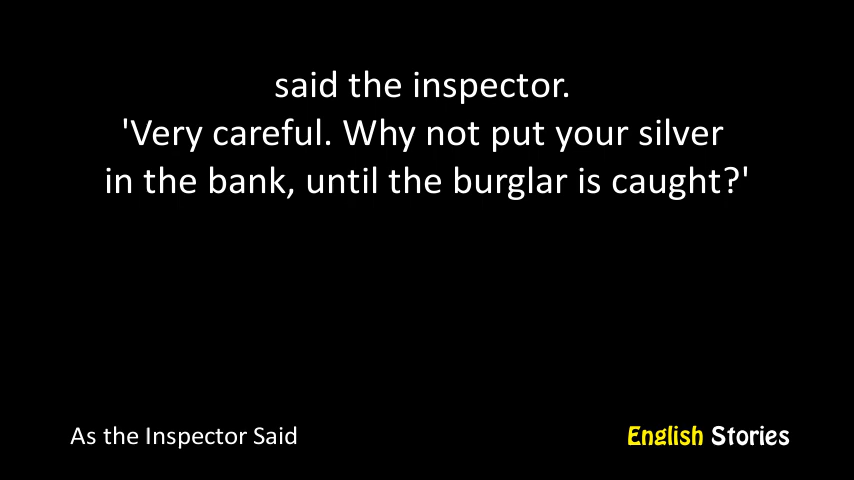 said the inspector.
'Very careful. Why not put your silver
in the bank, until the burglar is caught?'
As the Inspector Said
English Stories